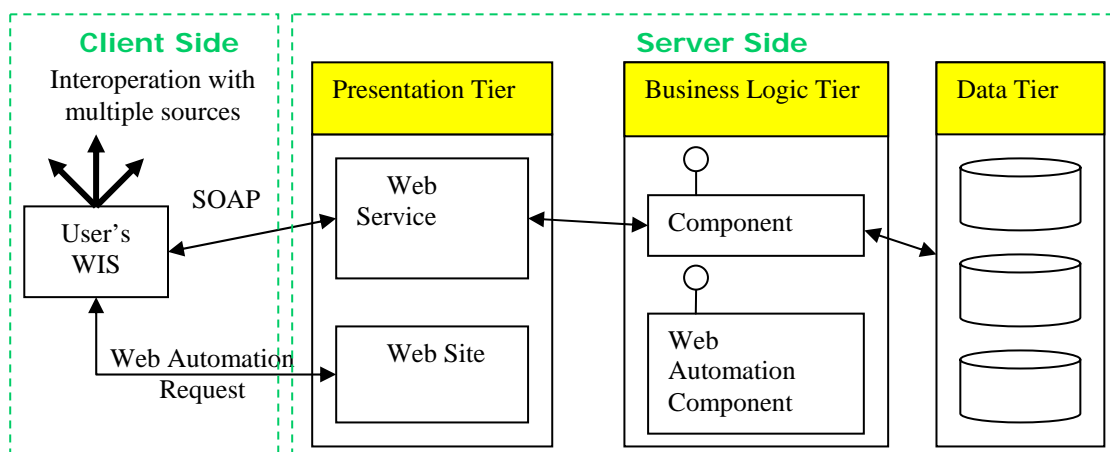 Client Side
Server Side
Interoperation with
multiple sources
Presentation Tier
Business Logic Tier
Data Tier
SOAP
Web
Service
Component
User's
WIS
Web Automation
Request
Web Site
Web
Automation
Component